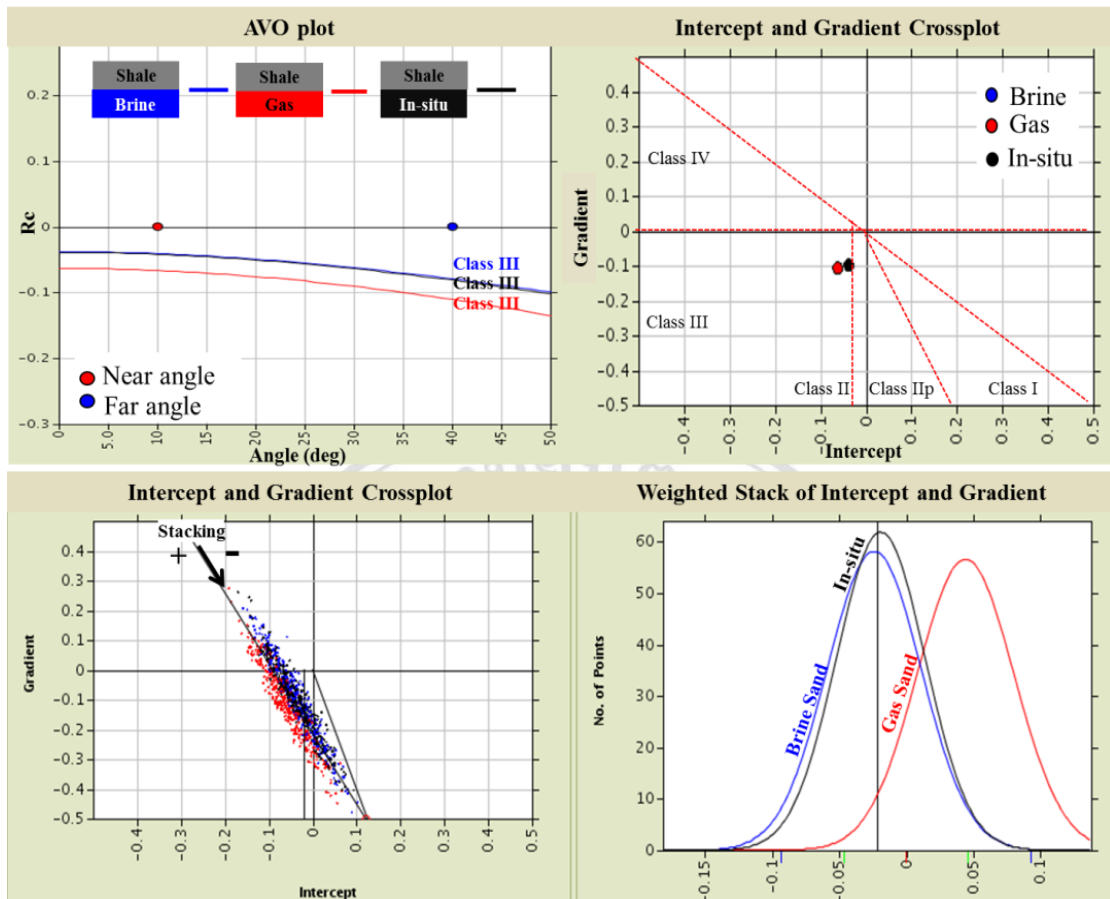 AVO plot
Shale
Brine
Shale
Gas
Shale
In-situ
0.2
0.1
0
−0.1
−0.2
−0.3
Rc
Class III
Class III
Class III
Near angle
Far angle
0
5.0
10
15
20
25
30
35
40
45
50
Angle (deg)
Intercept and Gradient Crossplot
Brine
Gas
In-situ
0.4
0.3
0.2
0.1
0
−0.1
−0.2
−0.3
−0.4
−0.5
Gradient
Class IV
Class III
Class II
Class IIp
Class I
−0.4
−0.3
−0.2
−0.1
0
0.1
0.2
0.3
0.4
0.5
Intercept
Intercept and Gradient Crossplot
Stacking
+
-
0.4
0.3
0.2
0.1
0
−0.1
−0.2
−0.3
−0.4
−0.5
Gradient
−0.4
−0.3
−0.2
−0.1
0
0.1
0.2
0.3
0.4
0.5
Intercept
Weighted Stack of Intercept and Gradient
60
50
40
30
20
10
0
No. of Points
Brine Sand
In-situ
Gas Sand
−0.15
−0.1
−0.05
0
0.05
0.1